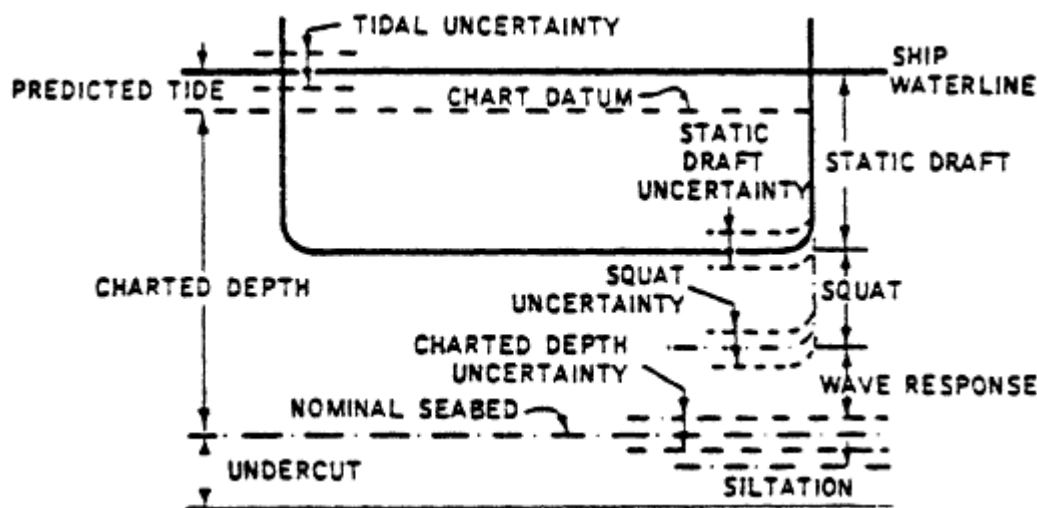 TIDAL UNCERTAINTY
SHIP
WATERLINE
PREDICTED TIDE
CHART DATUM
STATIC
DRAFT
UNCERTAINTY
STATIC DRAFT
CHARTED DEPTH
SQUAT
UNCERTAINTY
SQUAT
CHARTED DEPTH
UNCERTAINTY
WAVE RESPONSE
NOMINAL SEABED
UNDERCUT
SILTATION